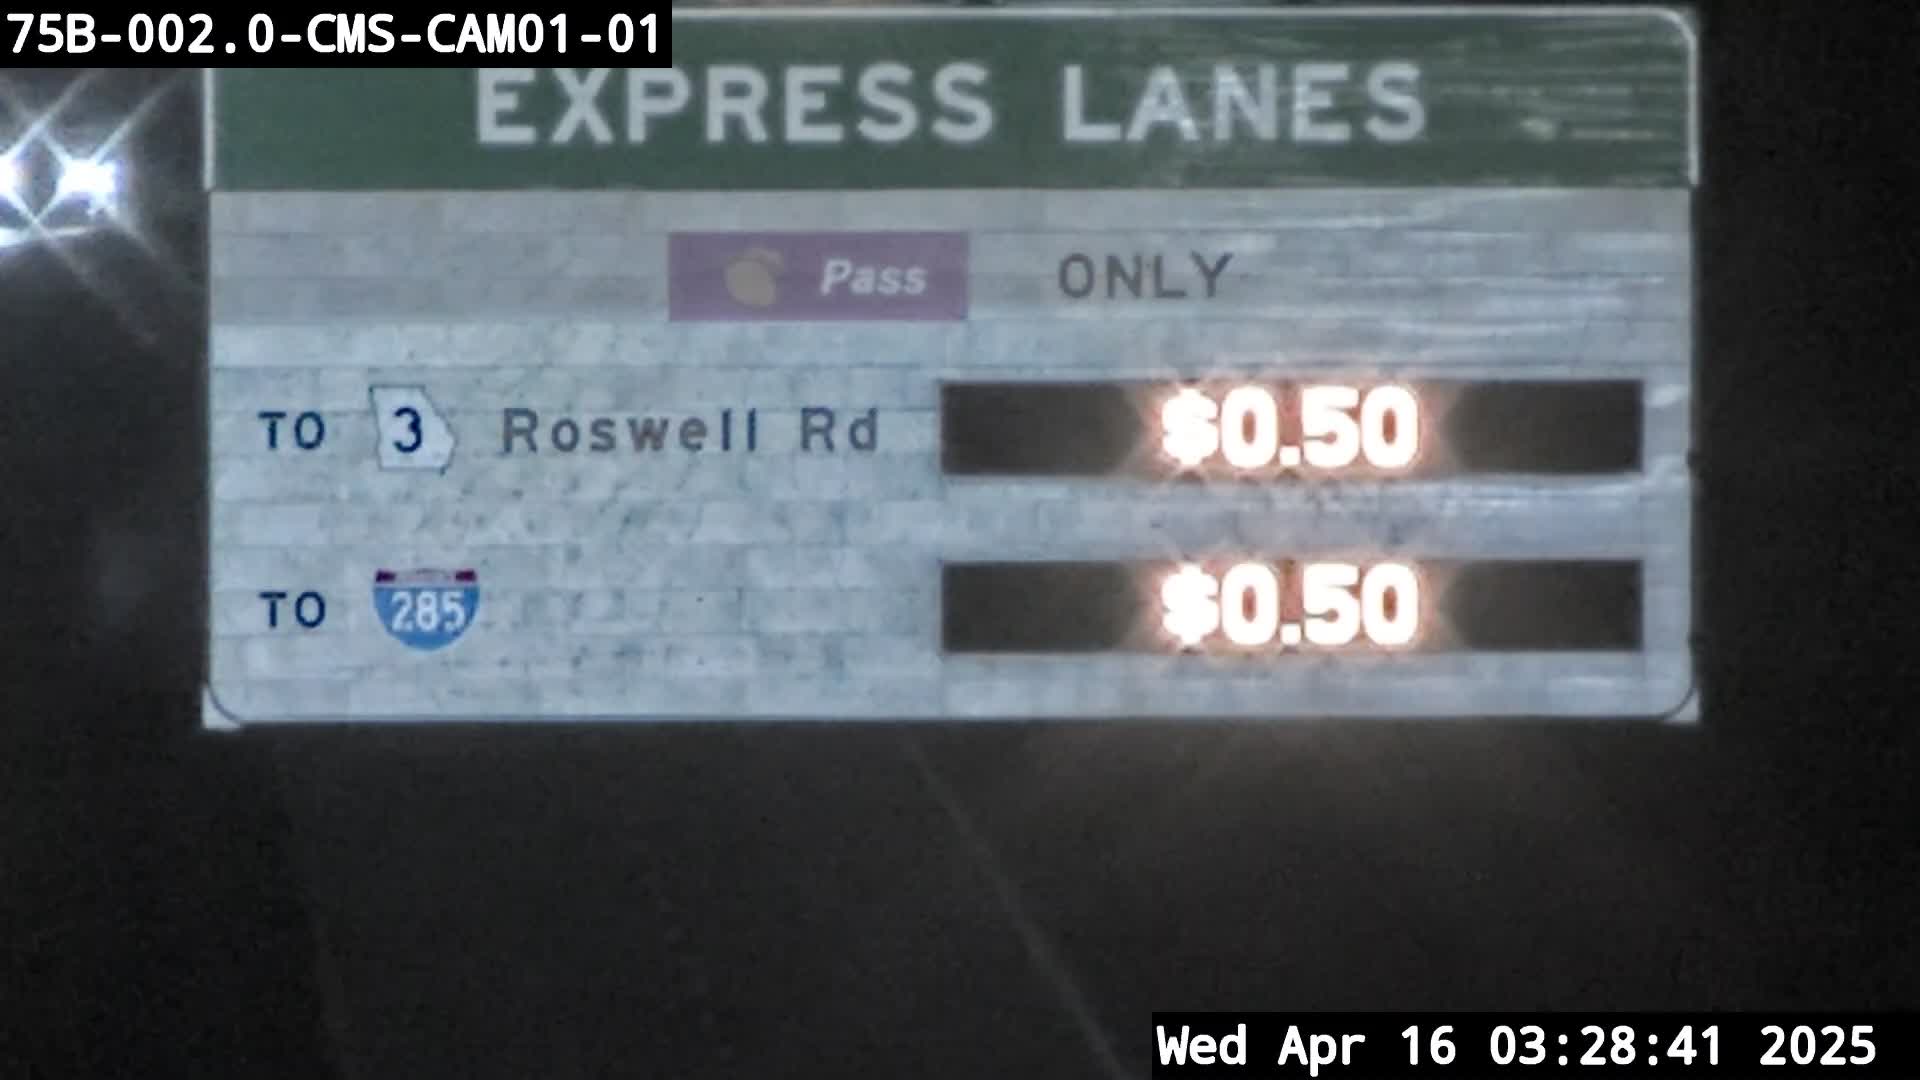 75B-002.0-CMS-CAM01-01
EXPRESS LANES
Pass ONLY
TO 3 Roswell Rd $0.50
TO 285 $0.50
Wed Apr 16 03:28:41 2025